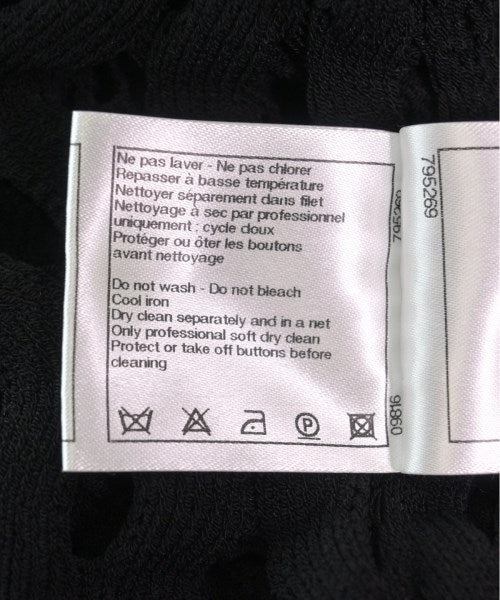 Ne pas laver - Ne pas chlorer
Repasser à basse température
Nettoyer séparement dans filet
Nettoyage à sec par professionnel
uniquement : cycle doux
Protéger ou ôter les boutons
avant nettoyage
Do not wash - Do not bleach
Cool iron
Dry clean separately and in a net
Only professional soft dry clean
Protect or take off buttons before
cleaning
P
09816
795269